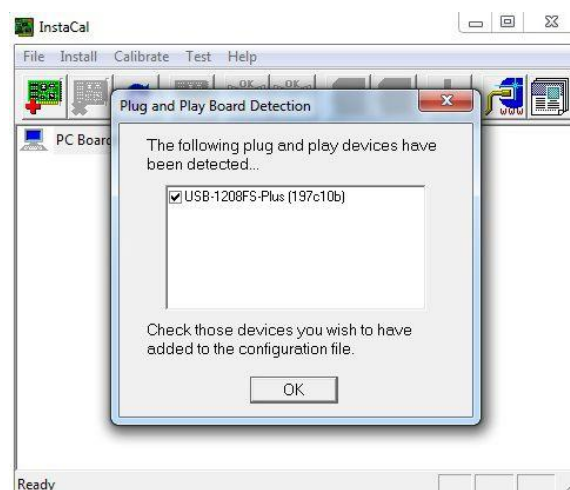 InstaCal
File Install Calibrate Test Help
Plug and Play Board Detection
PC Board
The following plug and play devices have
been detected...
USB-1208FS-Plus (197c10b)
Check those devices you wish to have
added to the configuration file.
OK
Ready